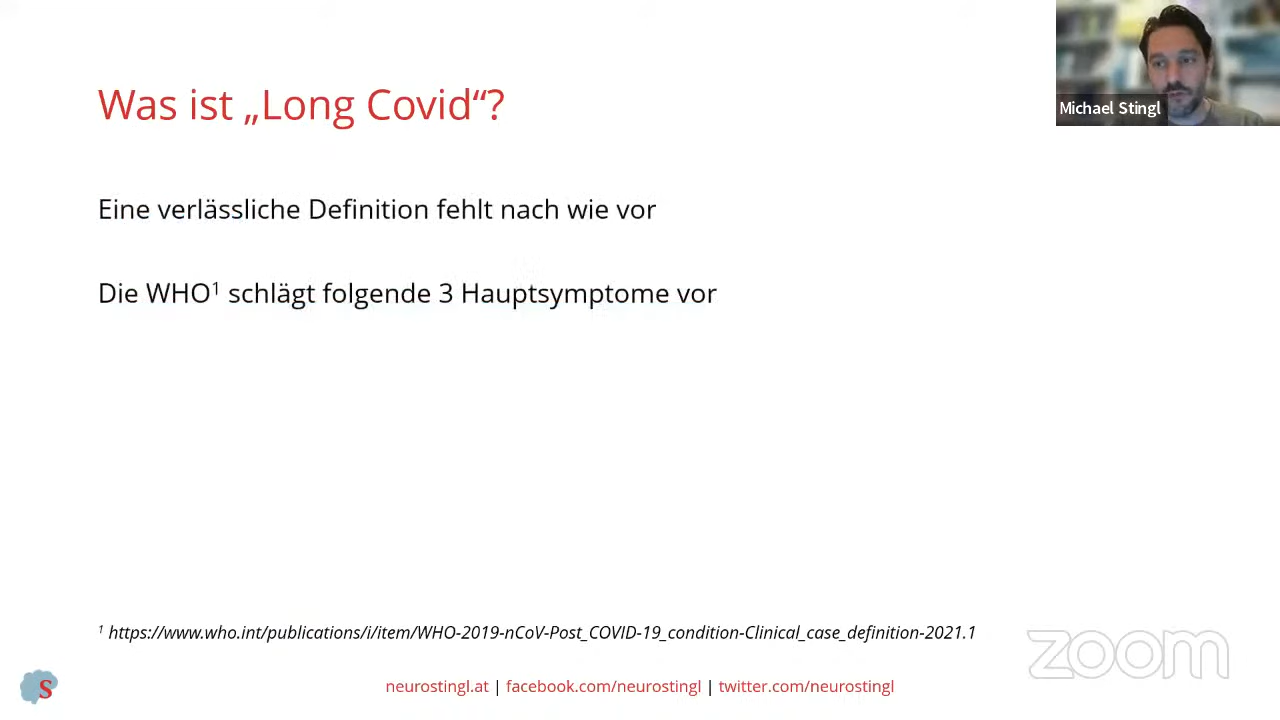 Was ist „Long Covid“?
Michael Stingl
Eine verlässliche Definition fehlt nach wie vor
Die WHO¹ schlägt folgende 3 Hauptsymptome vor
¹ https://www.who.int/publications/i/item/WHO-2019-nCoV-Post_COVID-19_condition-Clinical_case_definition-2021.1
zoom
S
neurostingl.at | facebook.com/neurostingl | twitter.com/neurostingl